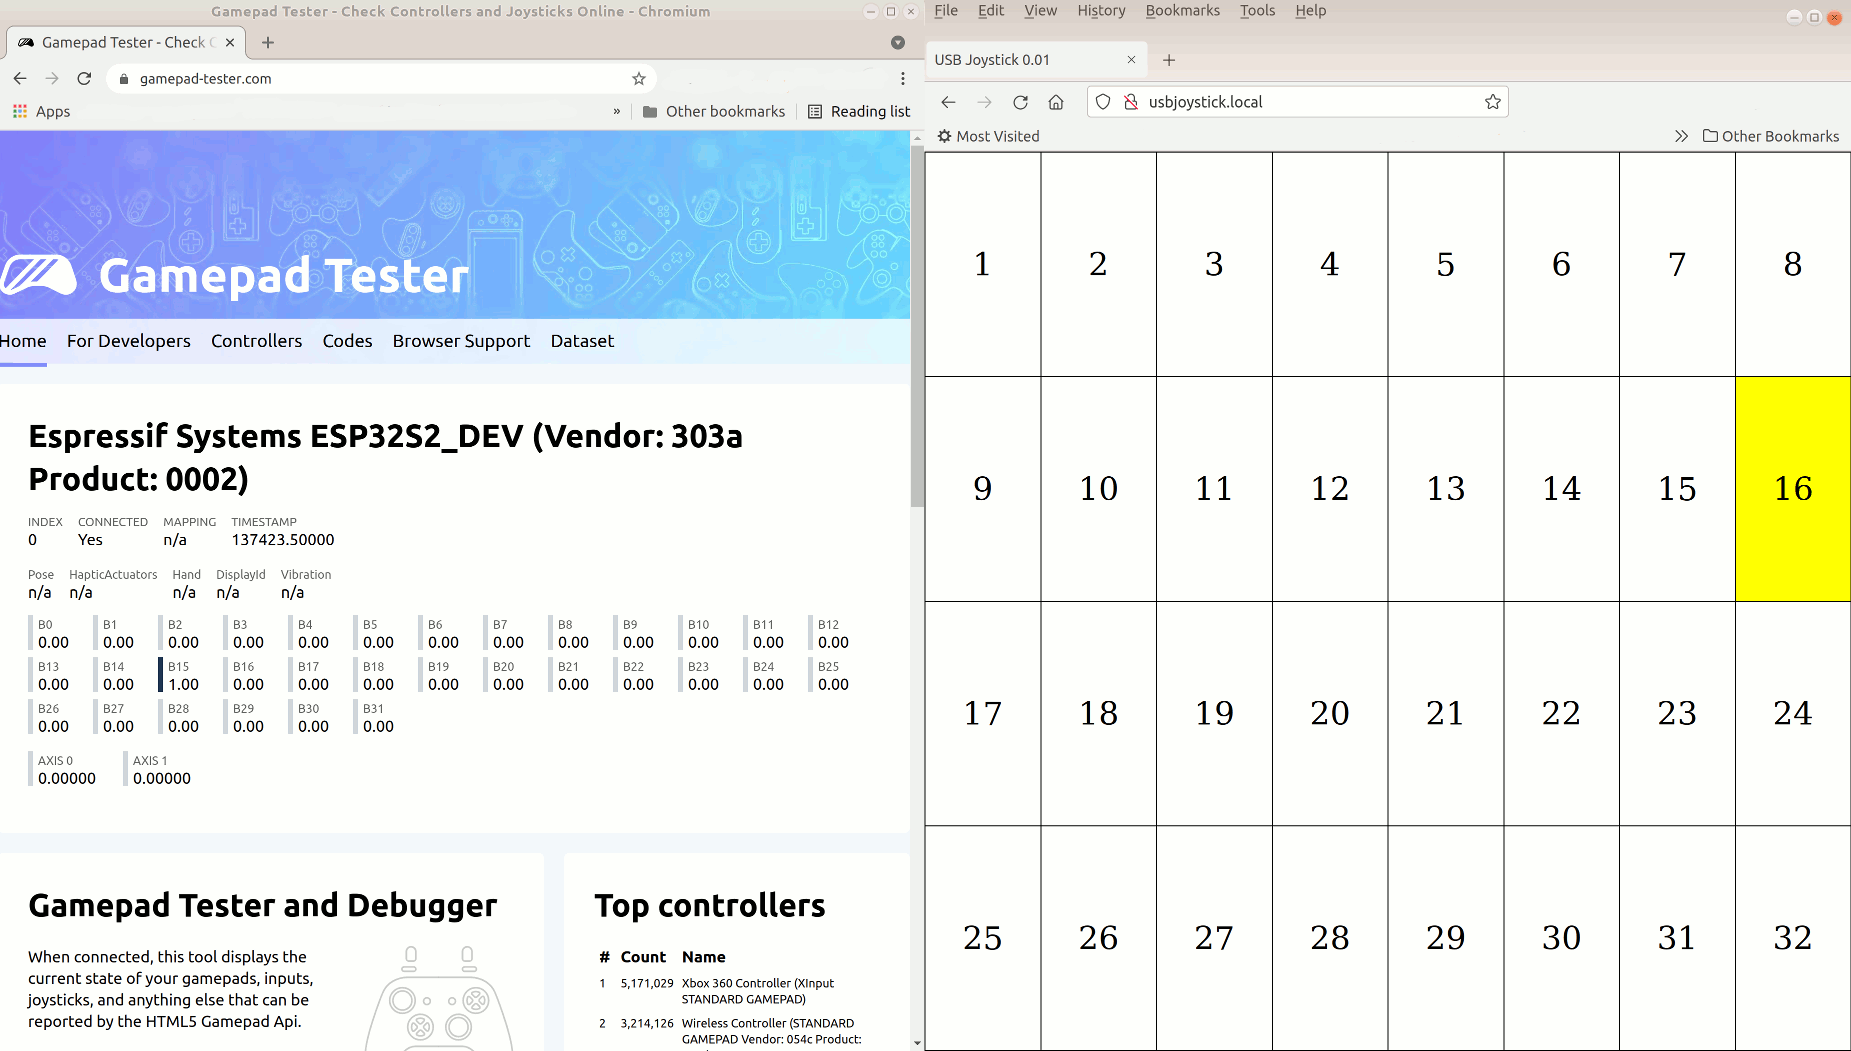 Gamepad Tester - Check Controllers and Joysticks Online - Chromium
Gamepad Tester - Check
gamepad-tester.com
Apps
» Other bookmarks Reading list
Gamepad Tester
Home For Developers Controllers Codes Browser Support Dataset
Espressif Systems ESP32S2_DEV (Vendor: 303a
Product: 0002)
INDEX CONNECTED MAPPING TIMESTAMP
0 Yes n/a 137423.50000
Pose HapticActuators Hand DisplayId Vibration
n/a n/a n/a n/a n/a
B0 B1 B2 B3 B4 B5 B6 B7 B8 B9 B10 B11 B12
0.00 0.00 0.00 0.00 0.00 0.00 0.00 0.00 0.00 0.00 0.00 0.00 0.00
B13 B14 B15 B16 B17 B18 B19 B20 B21 B22 B23 B24 B25
0.00 0.00 1.00 0.00 0.00 0.00 0.00 0.00 0.00 0.00 0.00 0.00 0.00
B26 B27 B28 B29 B30 B31
0.00 0.00 0.00 0.00 0.00 0.00
AXIS 0 AXIS 1
0.00000 0.00000
Gamepad Tester and Debugger
When connected, this tool displays the
current state of your gamepads, inputs,
joysticks, and anything else that can be
reported by the HTML5 Gamepad Api.
Top controllers
# Count Name
1 5,171,029 Xbox 360 Controller (XInput
STANDARD GAMEPAD)
2 3,214,126 Wireless Controller (STANDARD
GAMEPAD Vendor: 054c Product:
File Edit View History Bookmarks Tools Help
USB Joystick 0.01
usbjoystick.local
Most Visited
Other Bookmarks
1 2 3 4 5 6 7 8
9 10 11 12 13 14 15 16
17 18 19 20 21 22 23 24
25 26 27 28 29 30 31 32